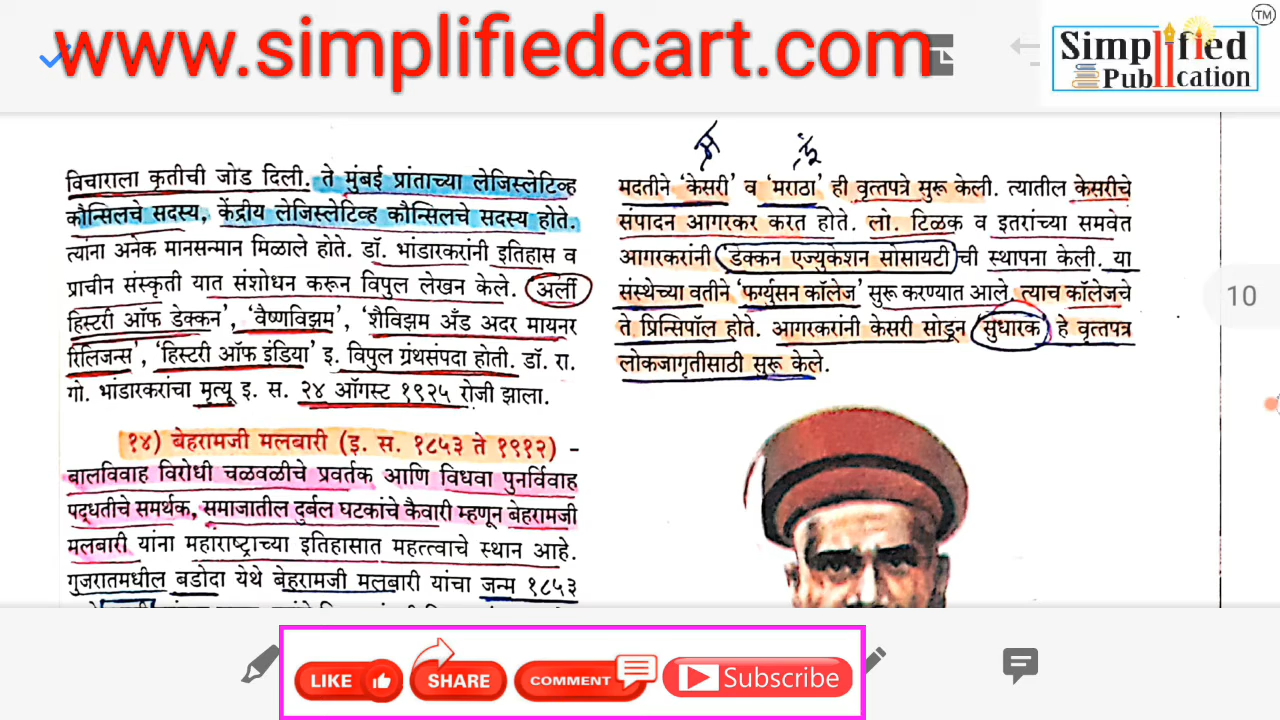 www.simplifiedcart.com
Simplified
Publication
TM
विचाराला कृतीची जोड दिली. ते मुंबई प्रांताच्या लेजिस्लेटिव्ह
कौन्सिलचे सदस्य, केंद्रीय लेजिस्लेटिव्ह कौन्सिलचे सदस्य होते.
त्यांना अनेक मानसन्मान मिळाले होते. डॉ. भांडारकरांनी इतिहास व
प्राचीन संस्कृती यात संशोधन करून विपुल लेखन केले. अर्ली
हिस्टरी ऑफ डेक्कन', 'वैष्णविझम', 'शैविझम अँड अदर मायनर
रिलिजन्स', 'हिस्टरी ऑफ इंडिया' इ. विपुल ग्रंथसंपदा होती. डॉ. रा.
गो. भांडारकरांचा मृत्यू इ. स. २४ ऑगस्ट १९२५ रोजी झाला.
१४) बेहरामजी मलबारी (इ. स. १८५३ ते १९१२) -
बालविवाह विरोधी चळवळीचे प्रवर्तक आणि विधवा पुनर्विवाह
पद्धतीचे समर्थक, समाजातील दुर्बल घटकांचे कैवारी म्हणून बेहरामजी
मलबारी यांना महाराष्ट्राच्या इतिहासात महत्त्वाचे स्थान आहे.
गुजरातमधील बडोदा येथे बेहरामजी मलबारी यांचा जन्म १८५३
म इं
मदतीने 'केसरी' व 'मराठा' ही वृत्तपत्रे सुरू केली. त्यातील केसरीचे
संपादन आगरकर करत होते. लो. टिळक व इतरांच्या समवेत
आगरकरांनी डेक्कन एज्युकेशन सोसायटी ची स्थापना केली. या
संस्थेच्या वतीने 'फर्ग्युसन कॉलेज' सुरू करण्यात आले. त्याच कॉलेजचे
ते प्रिन्सिपॉल होते. आगरकरांनी केसरी सोडून सुधारक हे वृत्तपत्र
लोकजागृतीसाठी सुरू केले.
10
LIKE SHARE COMMENT Subscribe